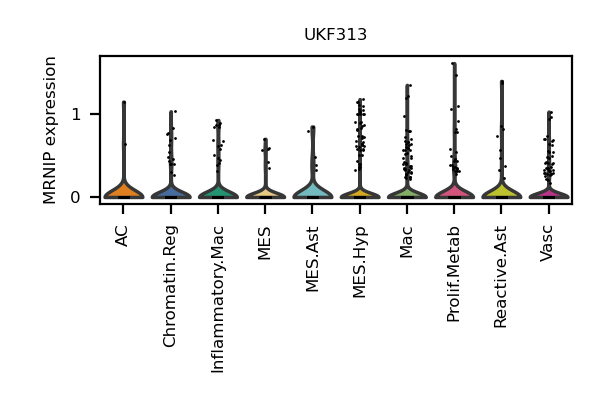 UKF313
MRNIP expression
1
0
AC
Chromatin.Reg
Inflammatory.Mac
MES
MES.Ast
MES.Hyp
Mac
Prolif.Metab
Reactive.Ast
Vasc